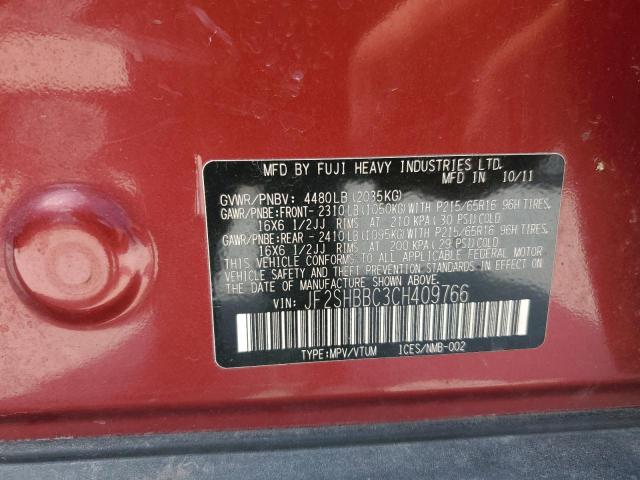 MFD BY FUJI HEAVY INDUSTRIES LTD.
MFD IN 10/11
GVWR/PNBV: 4480LB(2035KG)
GAWR/PNBE:FRONT-2310LB(1050KG)WITH P215/65R16 96H TIRES.
16X6 1/2JJ RIMS AT 210 KPA(30 PSI)COLD
GAWR/PNBE:REAR -2410LB(1095KG)WITH P215/65R16 96H TIRES.
16X6 1/2JJ RIMS AT 200 KPA(29 PSI)COLD
THIS VEHICLE CONFORMS TO ALL APPLICABLE FEDERAL MOTOR
VEHICLE SAFETY AND THEFT PREVENTION STANDARDS IN EFFECT
ON THE DATE OF MANUFACTURE SHOWN ABOVE.
VIN: JF2SHBBC3CH409766
TYPE:MPV/VTUM ICES/NMB-002